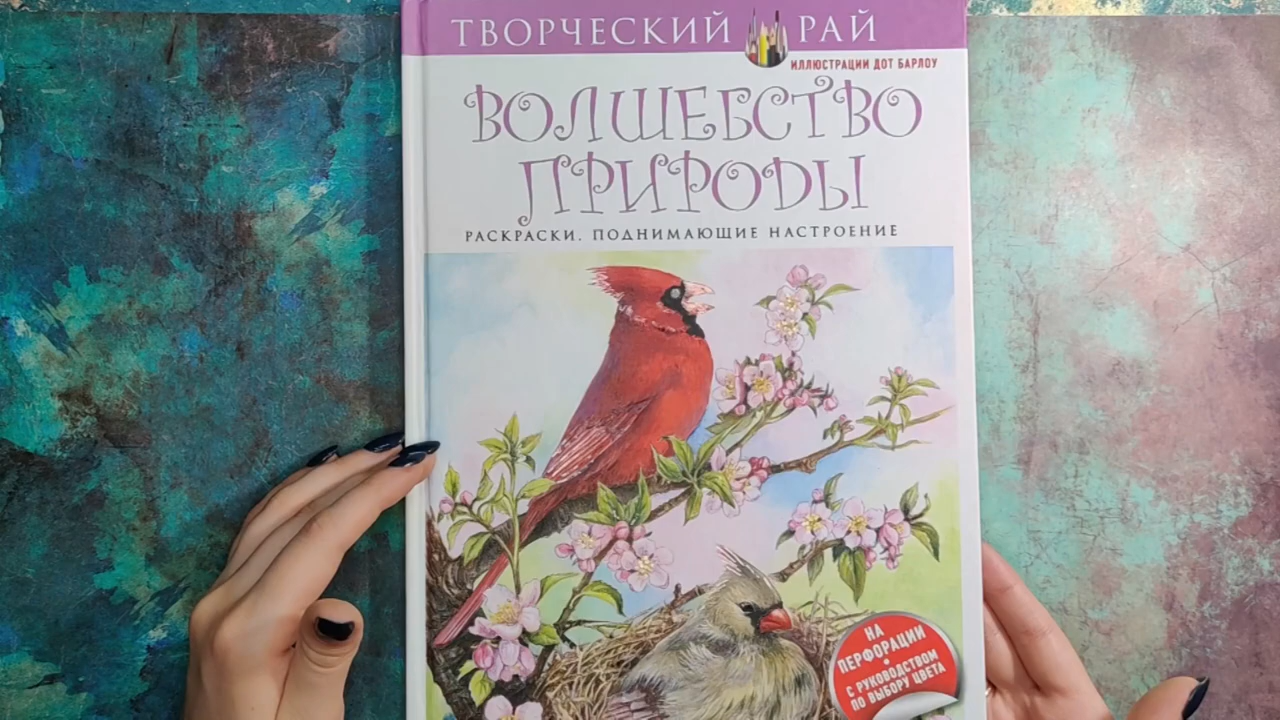 ТВОРЧЕСКИЙ РАЙ
ИЛЛЮСТРАЦИИ ДОТ БАРЛОУ
ВОЛШЕБСТВО
ПРИРОДЫ
РАСКРАСКИ, ПОДНИМАЮЩИЕ НАСТРОЕНИЕ
НА
ПЕРФОРАЦИИ
•
С РУКОВОДСТВОМ
ПО ВЫБОРУ ЦВЕТА